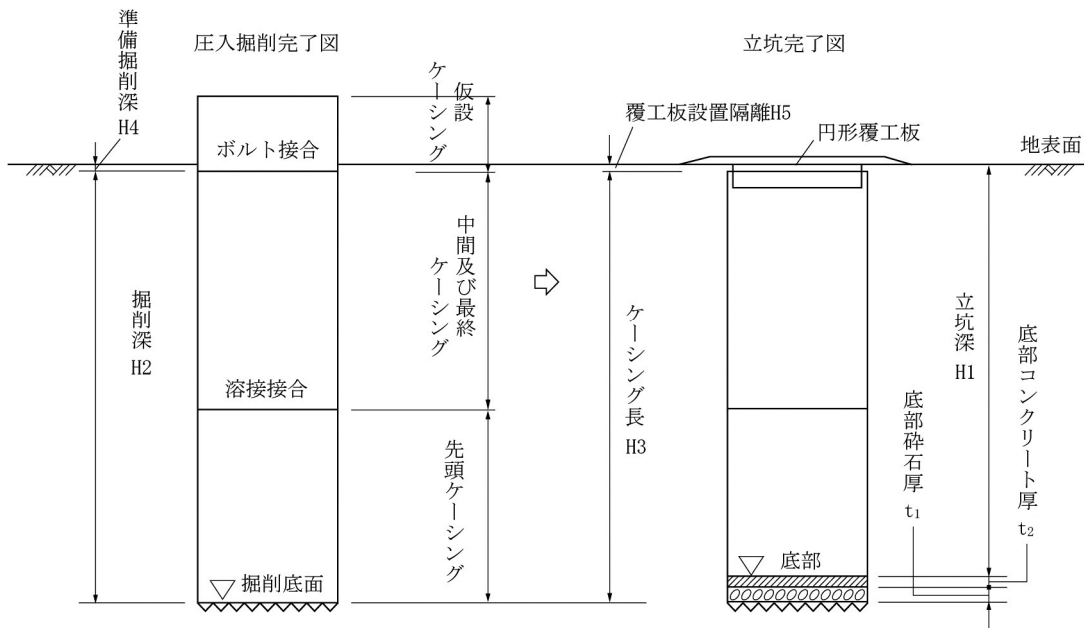 圧入掘削完了図
立坑完了図
準備掘削深 H4
仮設ケーシング
ボルト接合
覆工板設置隔離H5
円形覆工板
地表面
掘削深 H2
中間及び最終ケーシング
溶接接合
先頭ケーシング
掘削底面
ケーシング長 H3
立坑深 H1
底部コンクリート厚 t₂
底部砕石厚 t₁
底部